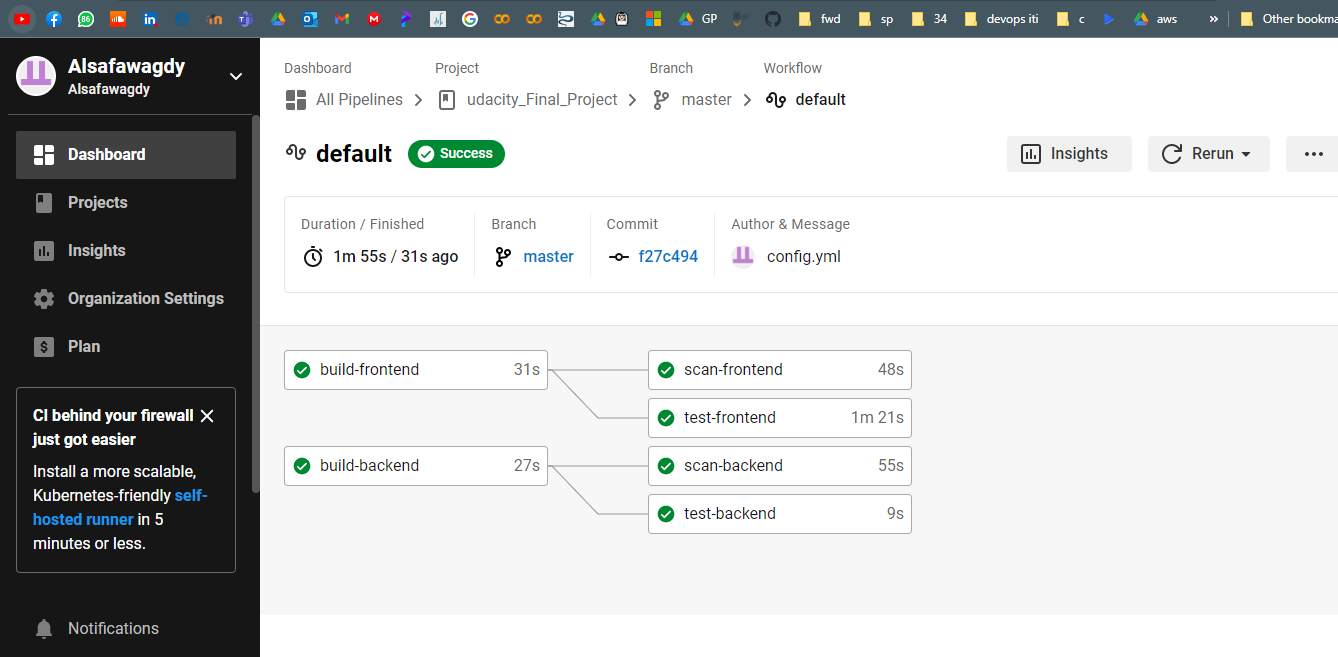 86
in
GP
fwd
sp
34
devops iti
c
aws
»
Other bookma
Alsafawagdy
Alsafawagdy
Dashboard
Projects
Insights
Organization Settings
Plan
CI behind your firewall
just got easier
Install a more scalable,
Kubernetes-friendly self-
hosted runner in 5
minutes or less.
Notifications
Dashboard
Project
Branch
Workflow
All Pipelines
udacity_Final_Project
master
default
default
Success
Insights
Rerun
Duration / Finished
Branch
Commit
Author & Message
1m 55s / 31s ago
master
f27c494
config.yml
build-frontend 31s
scan-frontend 48s
test-frontend 1m 21s
build-backend 27s
scan-backend 55s
test-backend 9s